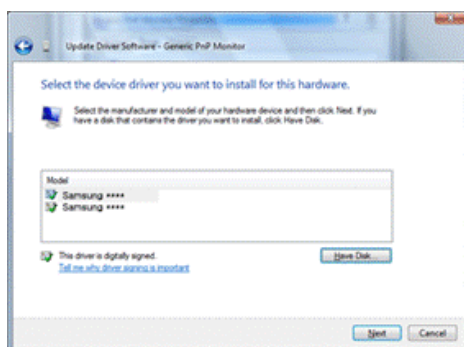 Update Driver Software - Generic PnP Monitor
Select the device driver you want to install for this hardware.
Select the manufacturer and model of your hardware device and then click Next. If you
have a disk that contains the driver you want to install, click Have Disk.
Model
Samsung ****
Samsung ****
This driver is digitally signed.
Have Disk...
Tell me why driver signing is important
Next
Cancel